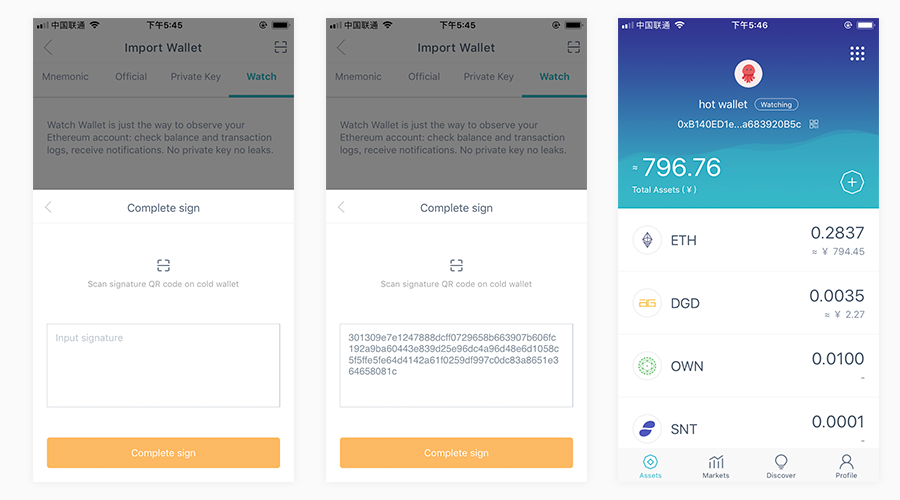 中国联通 下午5:45
Import Wallet
Mnemonic Official Private Key Watch
Watch Wallet is just the way to observe your
Ethereum account: check balance and transaction
logs, receive notifications. No private key no leaks.
Complete sign
Scan signature QR code on cold wallet
Input signature
Complete sign
中国联通 下午5:45
Import Wallet
Mnemonic Official Private Key Watch
Watch Wallet is just the way to observe your
Ethereum account: check balance and transaction
logs, receive notifications. No private key no leaks.
Complete sign
Scan signature QR code on cold wallet
301309e7e1247888dcff0729658b663907b606fc
192a9ba60443e839d25e96dc4a96d48e6d1058c
5f5ffe5fe64d4142a61f0259df997c0dc83a8651e3
64658081c
Complete sign
中国联通 下午5:46
hot wallet Watching
0xB140ED1e...a683920B5c
≈ 796.76
Total Assets (¥)
ETH 0.2837
≈ ¥ 794.45
DGD 0.0035
≈ ¥ 2.27
OWN 0.0100
-
SNT 0.0001
-
Assets Markets Discover Profile